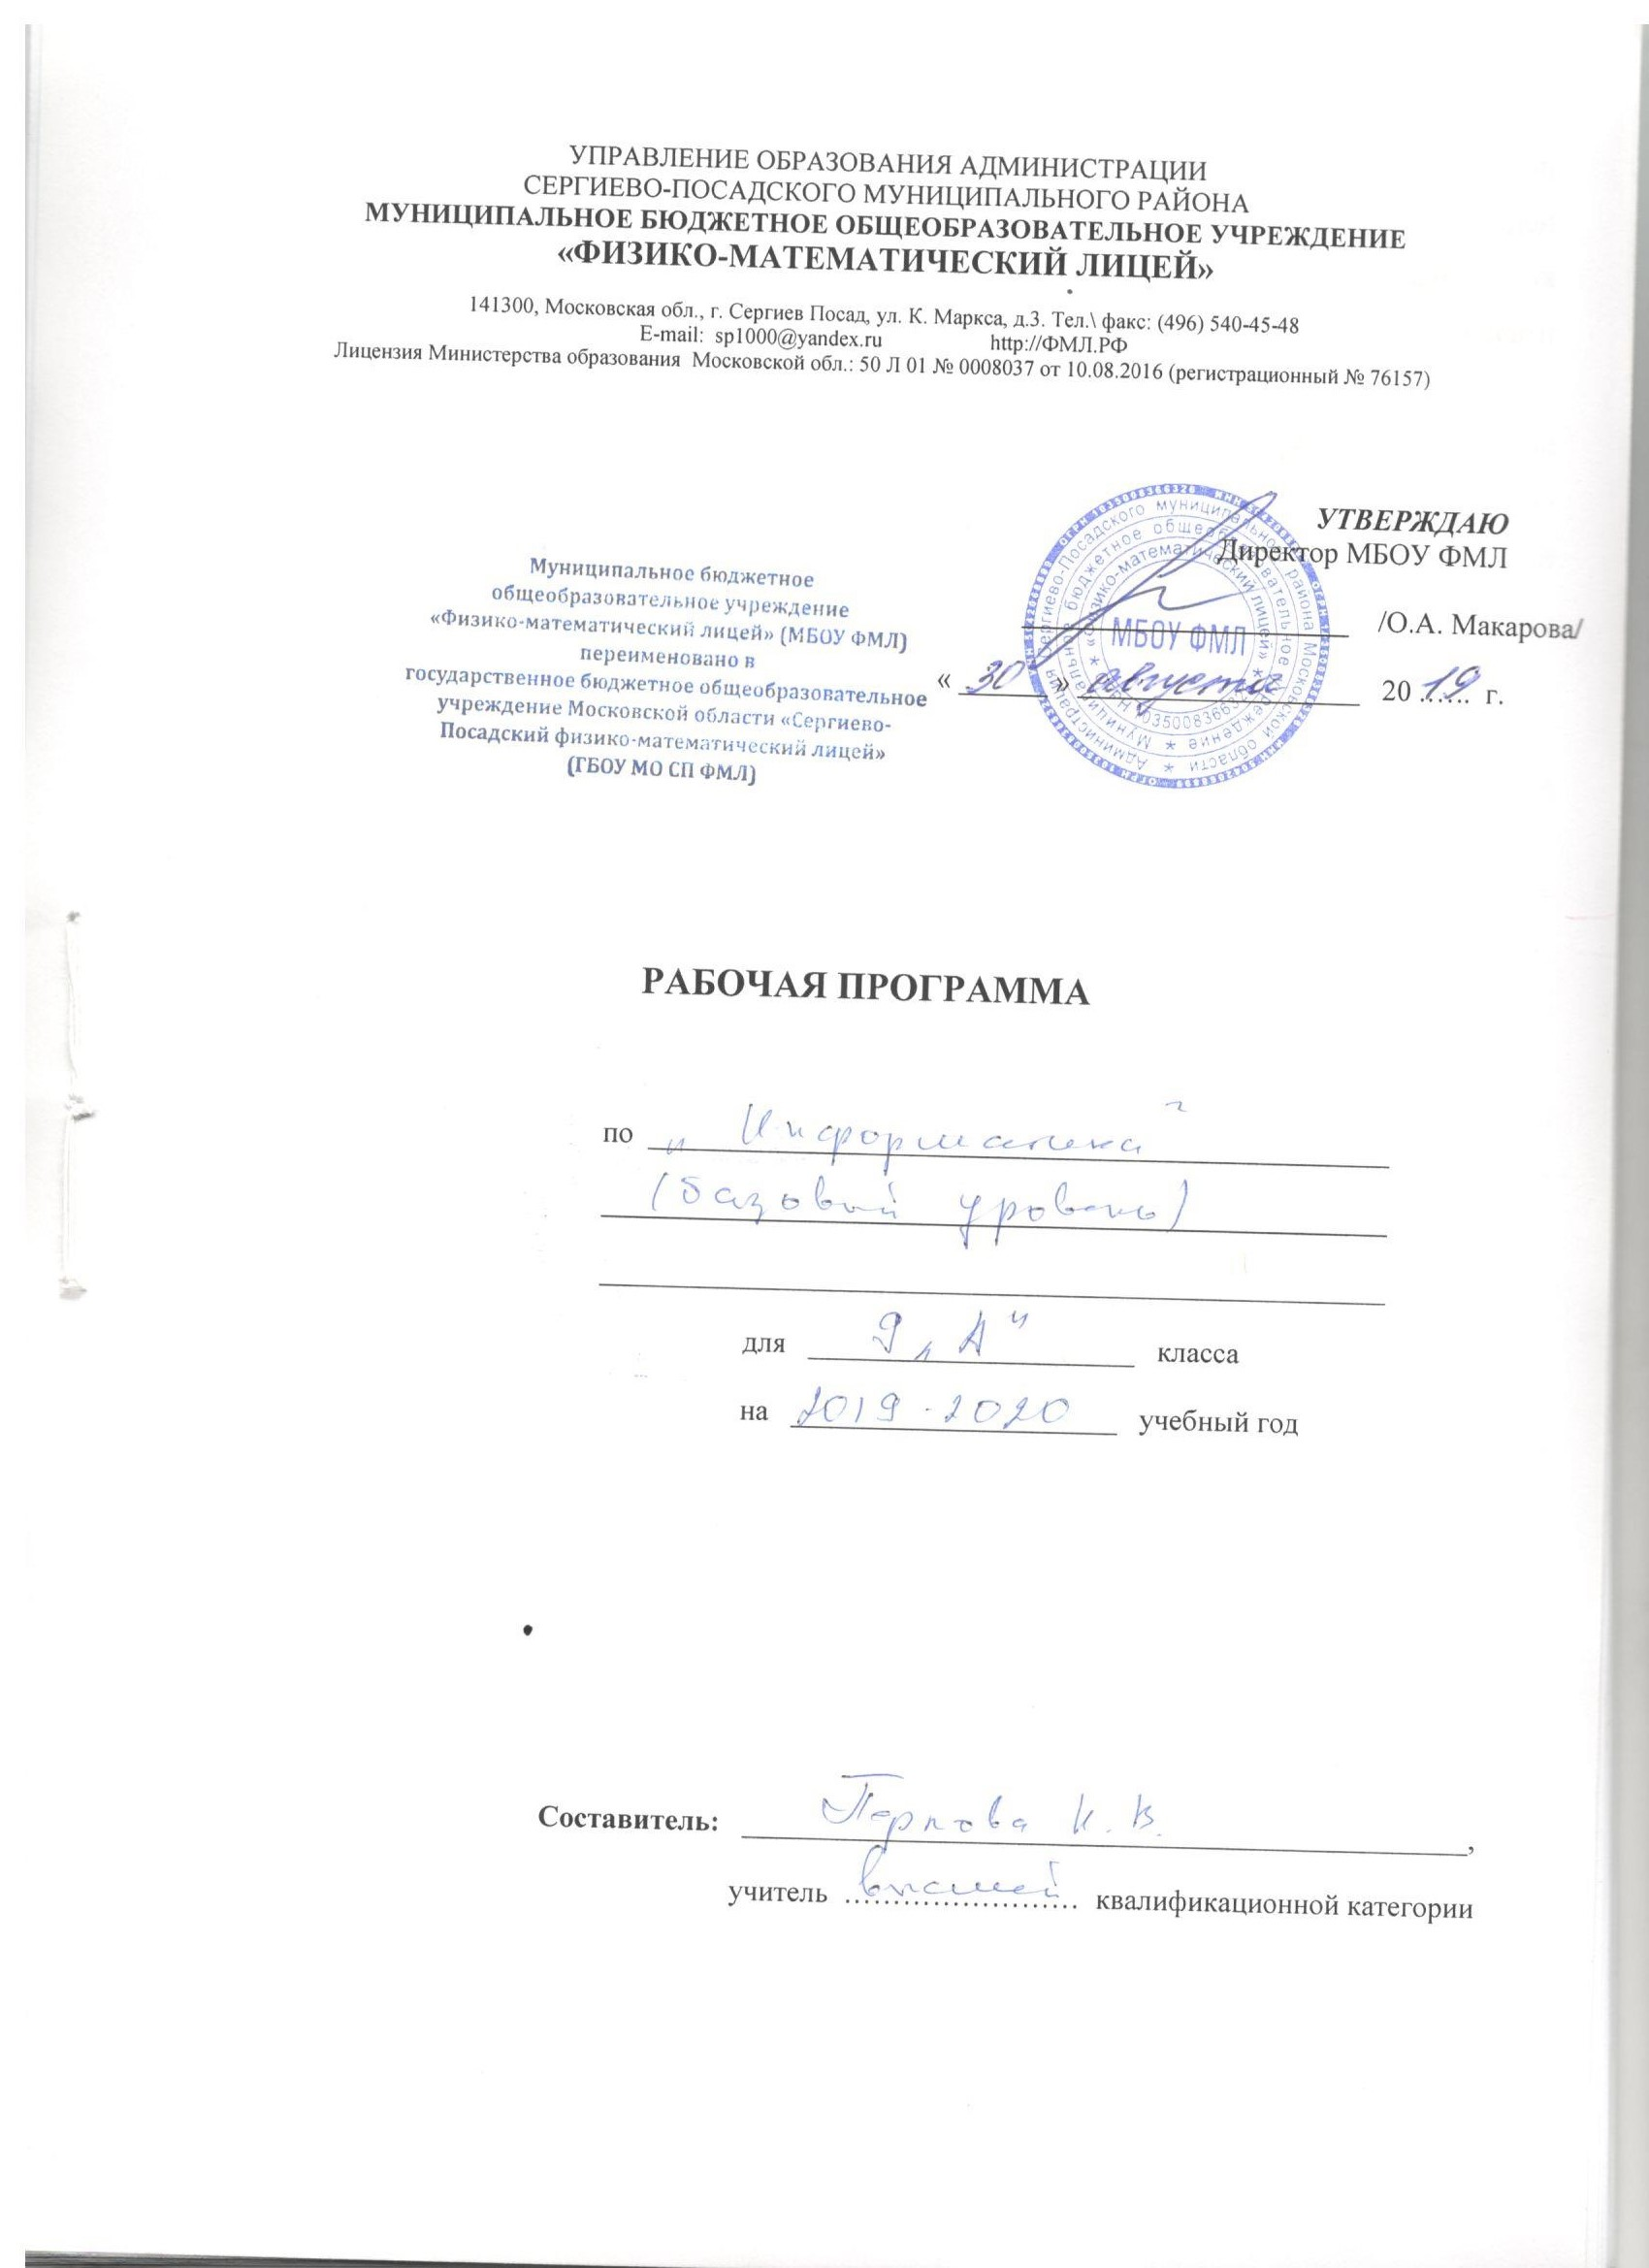 УПРАВЛЕНИЕ ОБРАЗОВАНИЯ АДМИНИСТРАЦИИ
СЕРГИЕВО-ПОСАДСКОГО МУНИЦИПАЛЬНОГО РАЙОНА
МУНИЦИПАЛЬНОЕ БЮДЖЕТНОЕ ОБЩЕОБРАЗОВАТЕЛЬНОЕ УЧРЕЖДЕНИЕ
«ФИЗИКО-МАТЕМАТИЧЕСКИЙ ЛИЦЕЙ»
141300, Московская обл., г. Сергиев Посад, ул. К. Маркса, д.3. Тел.\ факс: (496) 540-45-48
E-mail: sp1000@yandex.ru http://ФМЛ.РФ
Лицензия Министерства образования Московской обл.: 50 Л 01 № 0008037 от 10.08.2016 (регистрационный № 76157)
УТВЕРЖДАЮ
Директор МБОУ ФМЛ
/О.А. Макарова/
« 30 » августа 20 19 г.
МБОУ ФМЛ
Муниципальное бюджетное
общеобразовательное учреждение
«Физико-математический лицей» (МБОУ ФМЛ)
переименовано в
государственное бюджетное общеобразовательное
учреждение Московской области «Сергиево-
Посадский физико-математический лицей»
(ГБОУ МО СП ФМЛ)
РАБОЧАЯ ПРОГРАММА
по „ Информатика"
(базовый уровень)
для 9 „А" класса
на 2019-2020 учебный год
Составитель: К. В.,
учитель высшей квалификационной категории